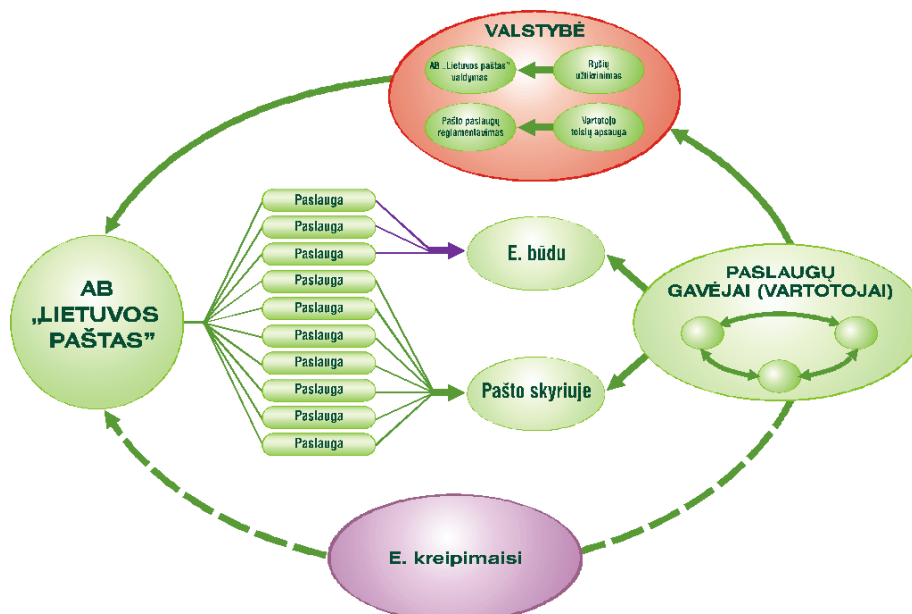 VALSTYBĖ
AB „Lietuvos paštas”
valdymas
Ryšių
užtikrinimas
Pašto paslaugų
reglamentavimas
Vartotojo
teisių apsauga
Paslauga
Paslauga
Paslauga
Paslauga
Paslauga
Paslauga
Paslauga
Paslauga
Paslauga
Paslauga
AB
„LIETUVOS
PAŠTAS”
E. būdu
Pašto skyriuje
PASLAUGŲ
GAVĖJAI (VARTOTOJAI)
E. kreipimaisi